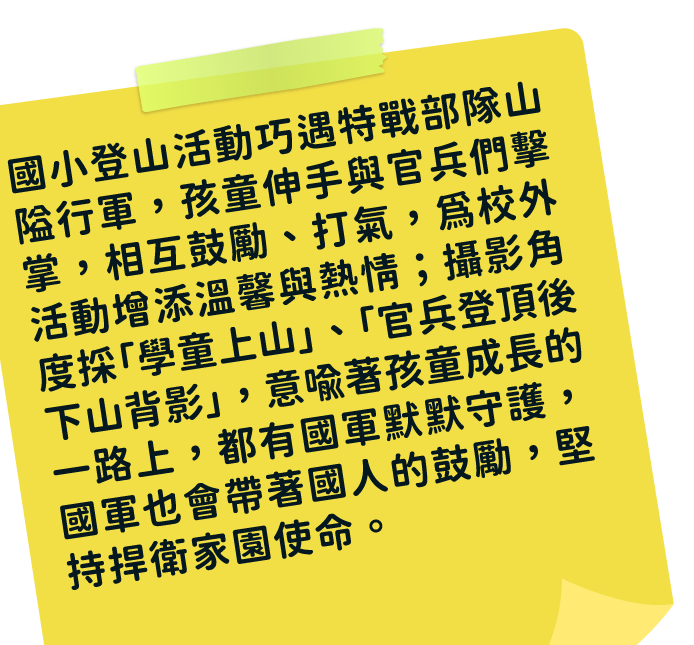 國小登山活動巧遇特戰部隊山
隘行軍，孩童伸手與官兵們擊
掌，相互鼓勵、打氣，為校外
活動增添溫馨與熱情；攝影角
度採「學童上山」、「官兵登頂後
下山背影」，意喻著孩童成長的
一路上，都有國軍默默守護，
國軍也會帶著國人的鼓勵，堅
持捍衛家園使命。